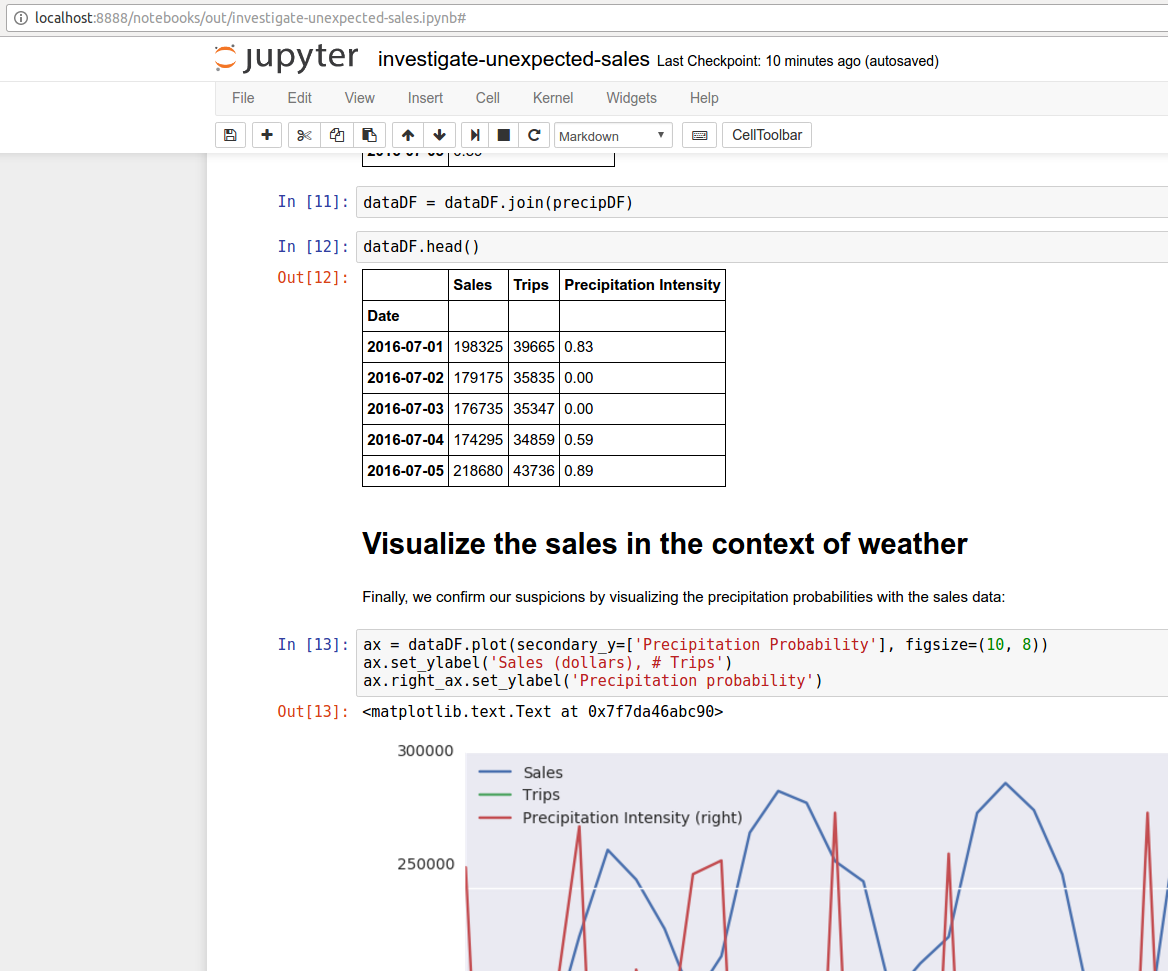 localhost:8888/notebooks/out/investigate-unexpected-sales.ipynb#
jupyter investigate-unexpected-sales Last Checkpoint: 10 minutes ago (autosaved)
File Edit View Insert Cell Kernel Widgets Help
Markdown CellToolbar
In [11]: dataDF = dataDF.join(precipDF)
In [12]: dataDF.head()
Out[12]:
Sales Trips Precipitation Intensity
Date
2016-07-01 198325 39665 0.83
2016-07-02 179175 35835 0.00
2016-07-03 176735 35347 0.00
2016-07-04 174295 34859 0.59
2016-07-05 218680 43736 0.89
Visualize the sales in the context of weather
Finally, we confirm our suspicions by visualizing the precipitation probabilities with the sales data:
In [13]: ax = dataDF.plot(secondary_y=['Precipitation Probability'], figsize=(10, 8))
ax.set_ylabel('Sales (dollars), # Trips')
ax.right_ax.set_ylabel('Precipitation probability')
Out[13]: <matplotlib.text.Text at 0x7f7da46abc90>
300000
Sales
Trips
Precipitation Intensity (right)
250000